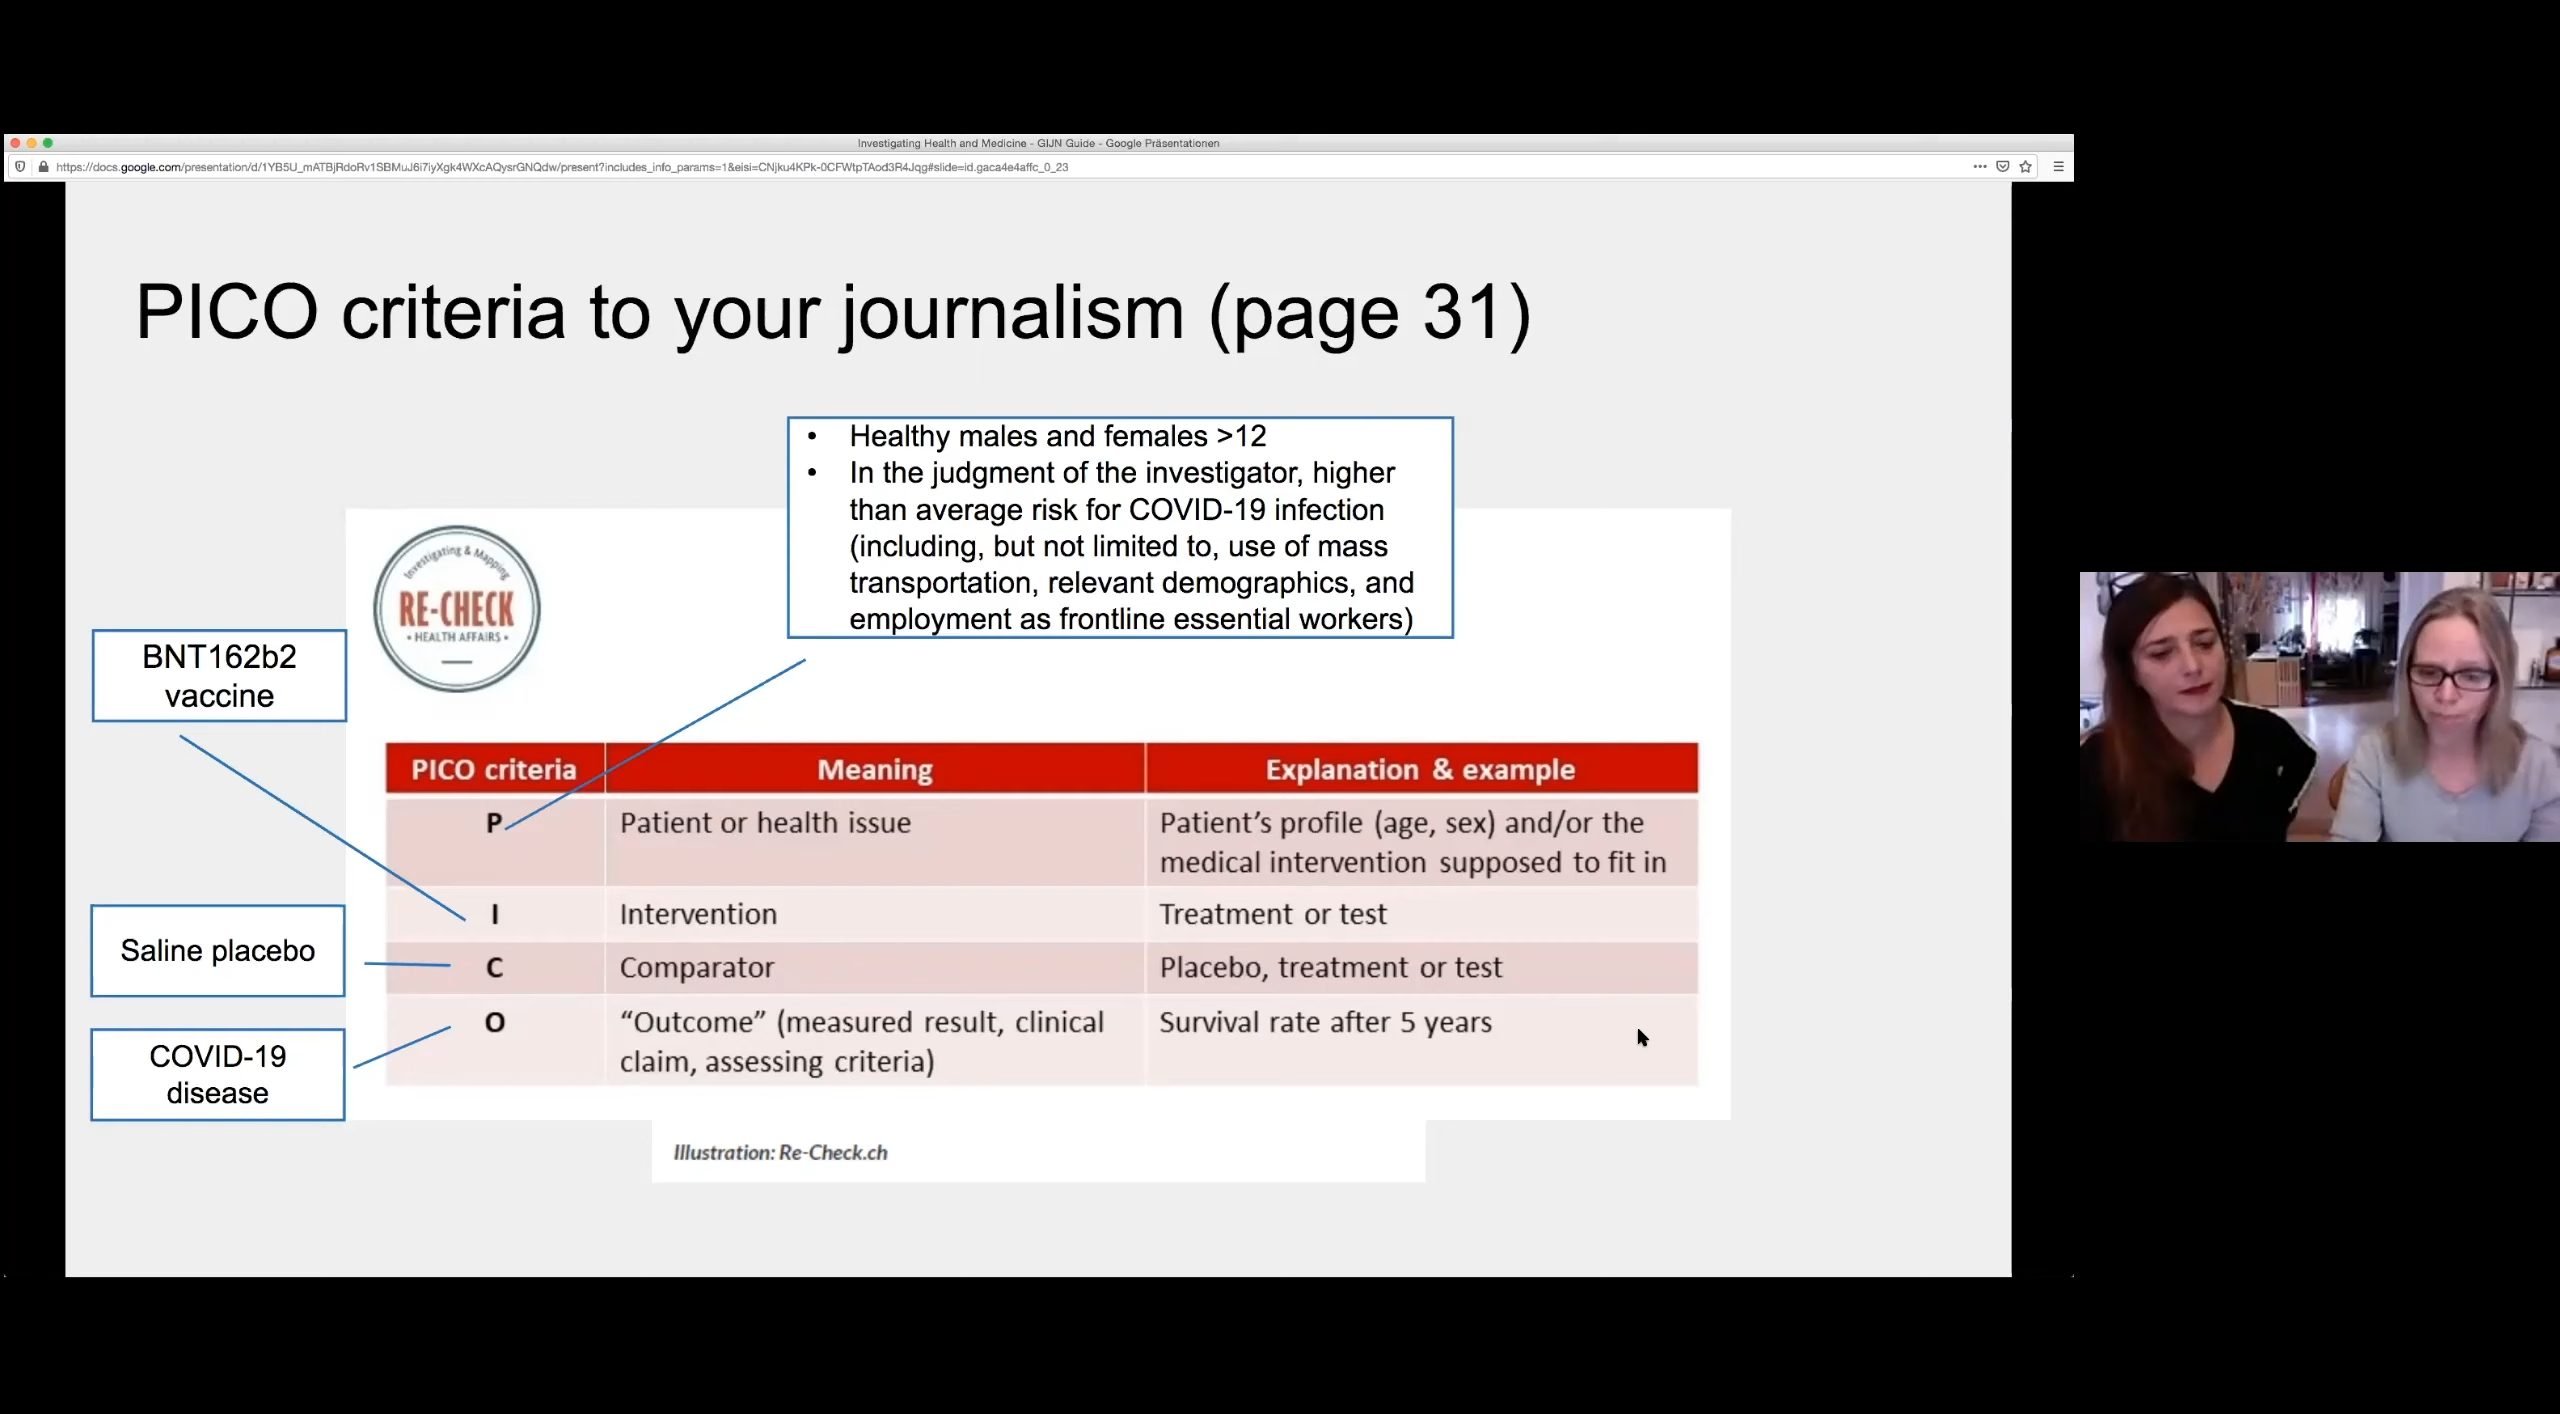 Investigating Health and Medicine - GIJN Guide - Google Präsentationen
https://docs.google.com/presentation/d/1YB5U_mATBjRdoRv1SBMuJ6i7iyXgk4WXcAQysrGNQdw/present?includes_info_params=1&eisi=CNjku4KPk-0CFWtpTAod3R4Jqg#slide=id.gaca4e4affc_0_23
PICO criteria to your journalism (page 31)
• Healthy males and females >12
• In the judgment of the investigator, higher
than average risk for COVID-19 infection
(including, but not limited to, use of mass
transportation, relevant demographics, and
employment as frontline essential workers)
Investigating & Mapping
RE-CHECK
• HEALTH AFFAIRS •
BNT162b2
vaccine
Saline placebo
COVID-19
disease
PICO criteria Meaning Explanation & example
P Patient or health issue Patient's profile (age, sex) and/or the
medical intervention supposed to fit in
I Intervention Treatment or test
C Comparator Placebo, treatment or test
O “Outcome” (measured result, clinical Survival rate after 5 years
claim, assessing criteria)
Illustration: Re-Check.ch